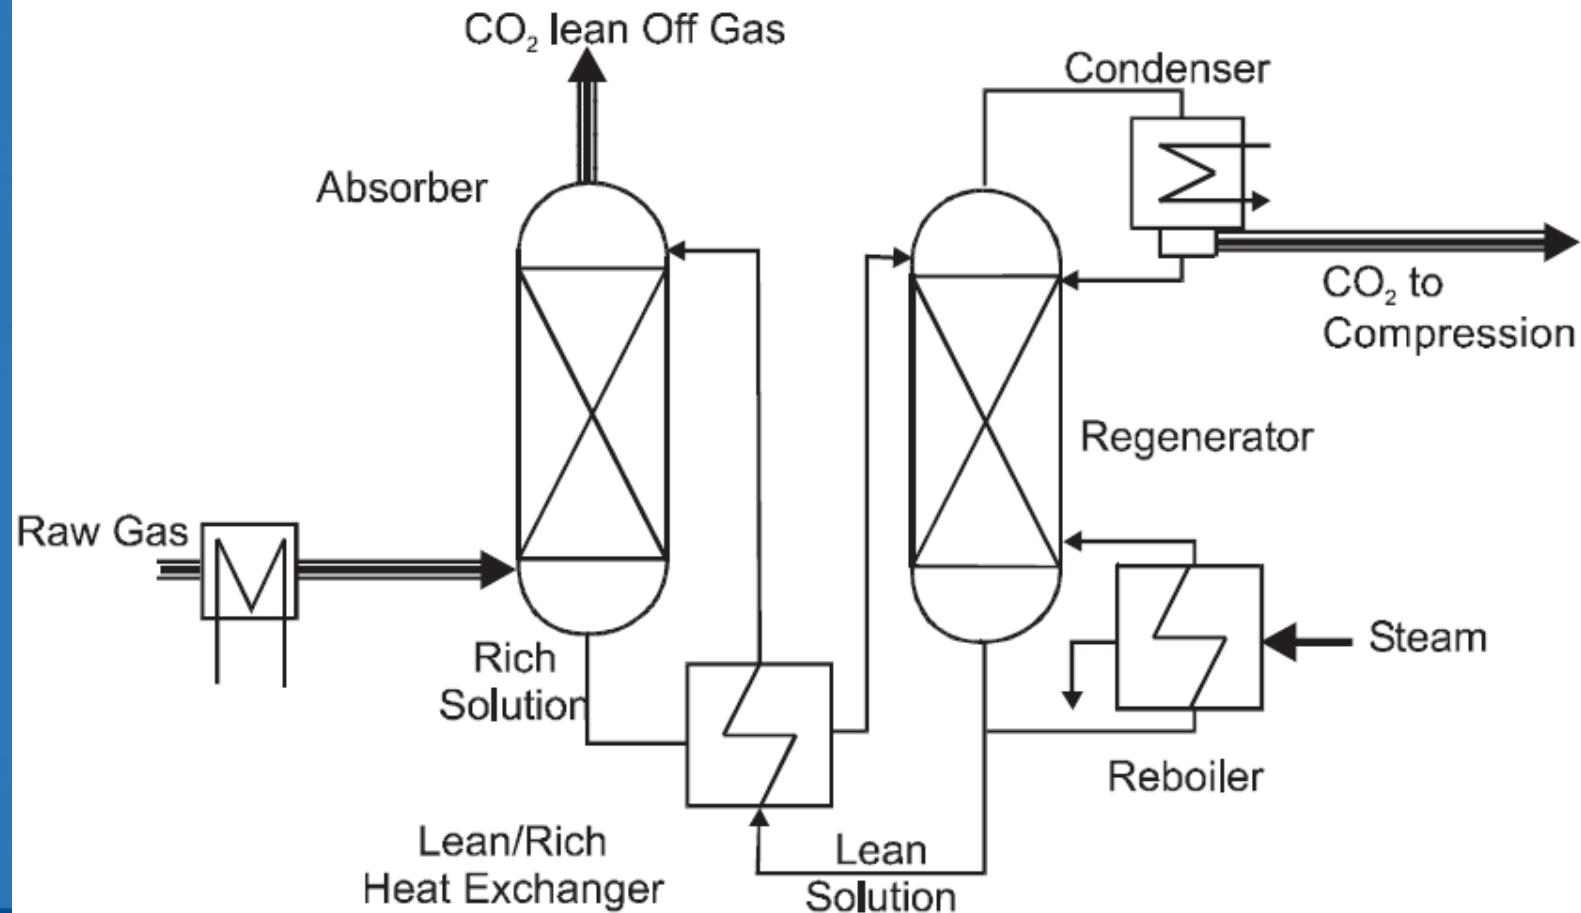 CO₂ lean Off Gas
Condenser
Absorber
CO₂ to
Compression
Regenerator
Raw Gas
Rich
Solution
Steam
Reboiler
Lean/Rich
Heat Exchanger
Lean
Solution